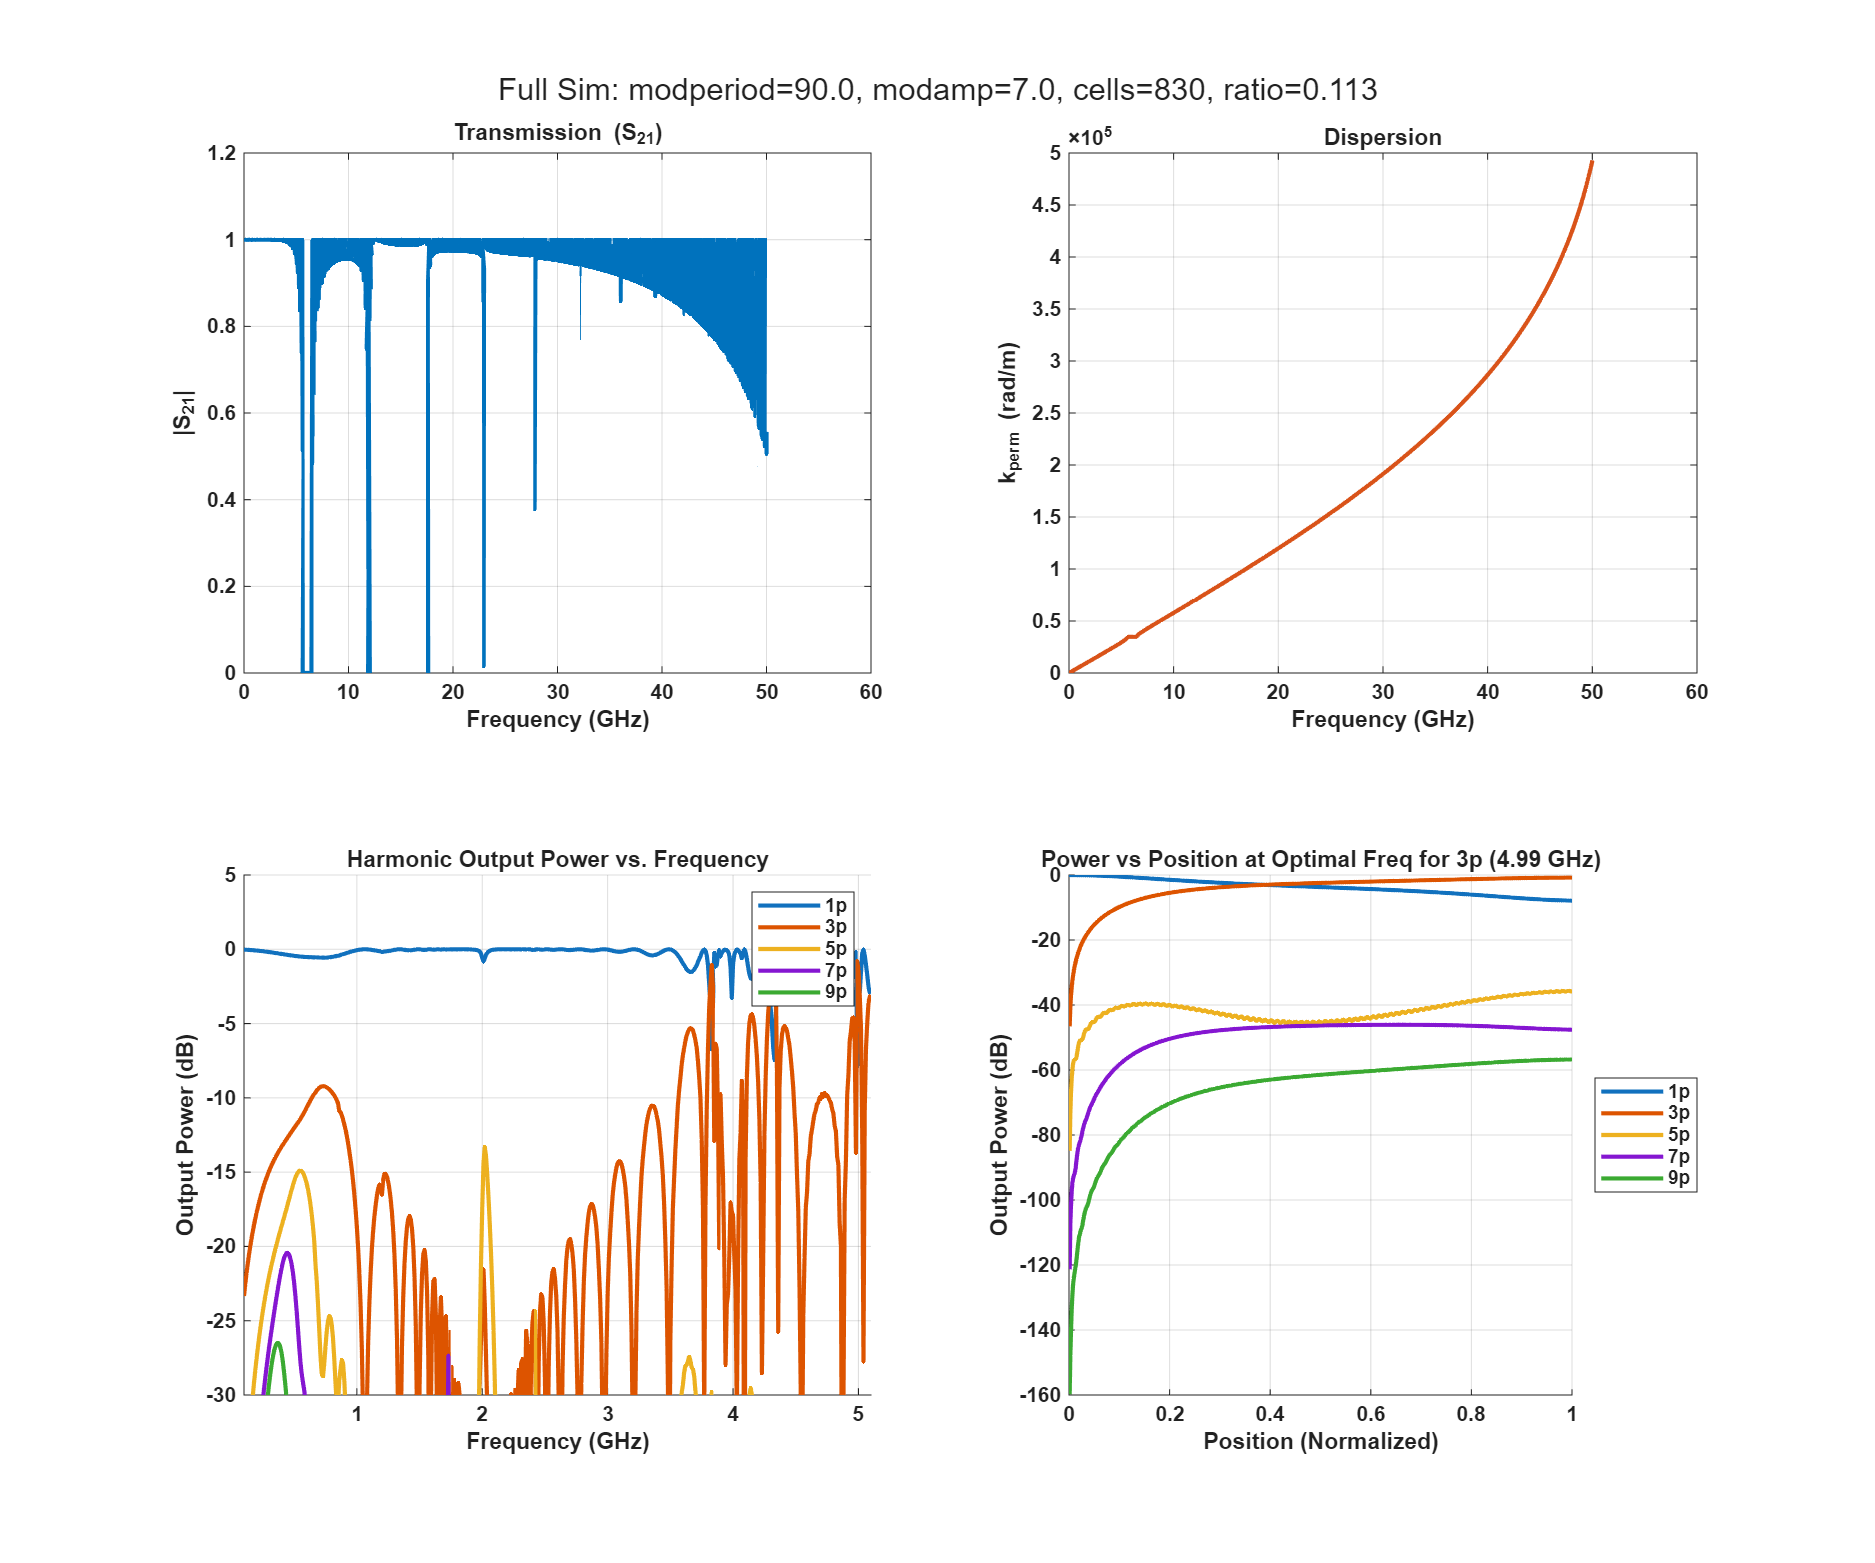 Full Sim: modperiod=90.0, modamp=7.0, cells=830, ratio=0.113
Transmission (S21)
1.2
1
0.8
0.6
0.4
0.2
0
|S21|
0 10 20 30 40 50 60
Frequency (GHz)
×10^5
Dispersion
5
4.5
4
3.5
3
2.5
2
1.5
1
0.5
0
kperm (rad/m)
0 10 20 30 40 50 60
Frequency (GHz)
Harmonic Output Power vs. Frequency
5
0
-5
-10
-15
-20
-25
-30
Output Power (dB)
1p
3p
5p
7p
9p
1 2 3 4 5
Frequency (GHz)
Power vs Position at Optimal Freq for 3p (4.99 GHz)
0
-20
-40
-60
-80
-100
-120
-140
-160
Output Power (dB)
0 0.2 0.4 0.6 0.8 1
Position (Normalized)
1p
3p
5p
7p
9p